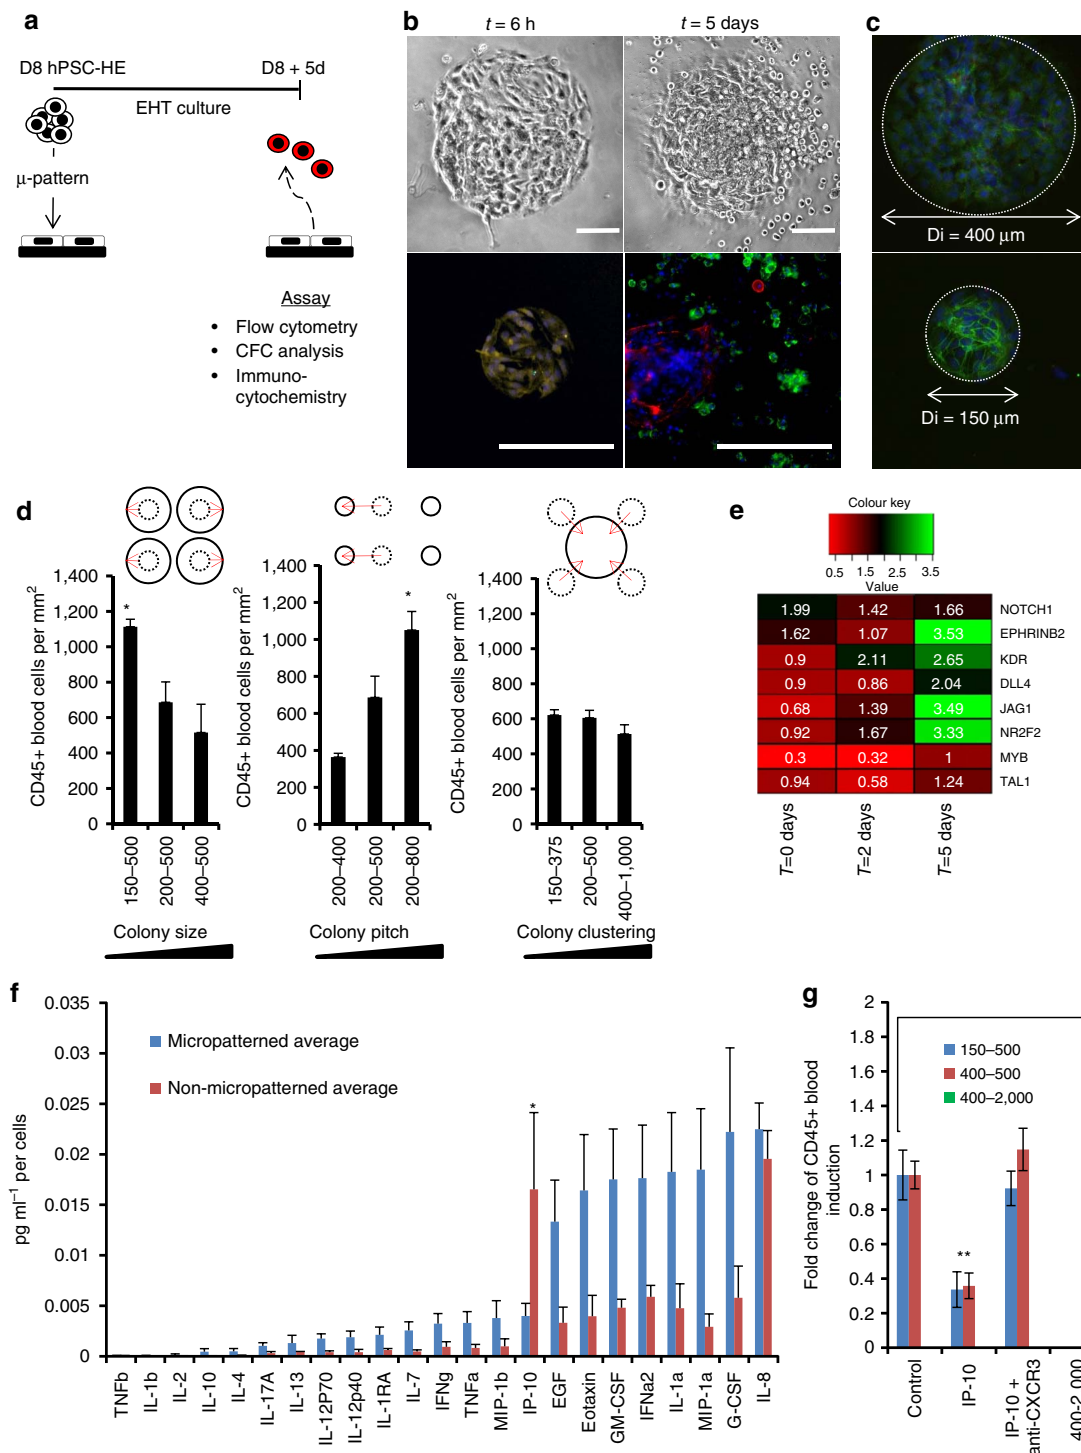 a
D8 hPSC-HE
D8 + 5d
EHT culture
μ-pattern
Assay
• Flow cytometry
• CFC analysis
• Immuno-
cytochemistry
b
t = 6 h
t = 5 days
c
Di = 400 μm
Di = 150 μm
d
CD45+ blood cells per mm²
1,400
1,200
1,000
800
600
400
200
0
*
150–500
200–500
400–500
Colony size
CD45+ blood cells per mm²
1,400
1,200
1,000
800
600
400
200
0
*
200–400
200–500
200–800
Colony pitch
CD45+ blood cells per mm²
1,400
1,200
1,000
800
600
400
200
0
150–375
200–500
400–1,000
Colony clustering
e
Colour key
0.5 1.5 2.5 3.5
Value
1.99 1.42 1.66 NOTCH1
1.62 1.07 3.53 EPHRINB2
0.9 2.11 2.65 KDR
0.9 0.86 2.04 DLL4
0.68 1.39 3.49 JAG1
0.92 1.67 3.33 NR2F2
0.3 0.32 1 MYB
0.94 0.58 1.24 TAL1
T=0 days
T=2 days
T=5 days
f
pg ml⁻¹ per cells
0.035
0.03
0.025
0.02
0.015
0.01
0.005
0
Micropatterned average
Non-micropatterned average
*
TNFb
IL-1b
IL-2
IL-10
IL-4
IL-17A
IL-13
IL-12P70
IL-12p40
IL-1RA
IL-7
IFNg
TNFa
MIP-1b
IP-10
EGF
Eotaxin
GM-CSF
IFNa2
IL-1a
MIP-1a
G-CSF
IL-8
g
Fold change of CD45+ blood
induction
2
1.8
1.6
1.4
1.2
1
0.8
0.6
0.4
0.2
0
150–500
400–500
400–2,000
**
Control
IP-10
IP-10 +
anti-CXCR3
400-2,000